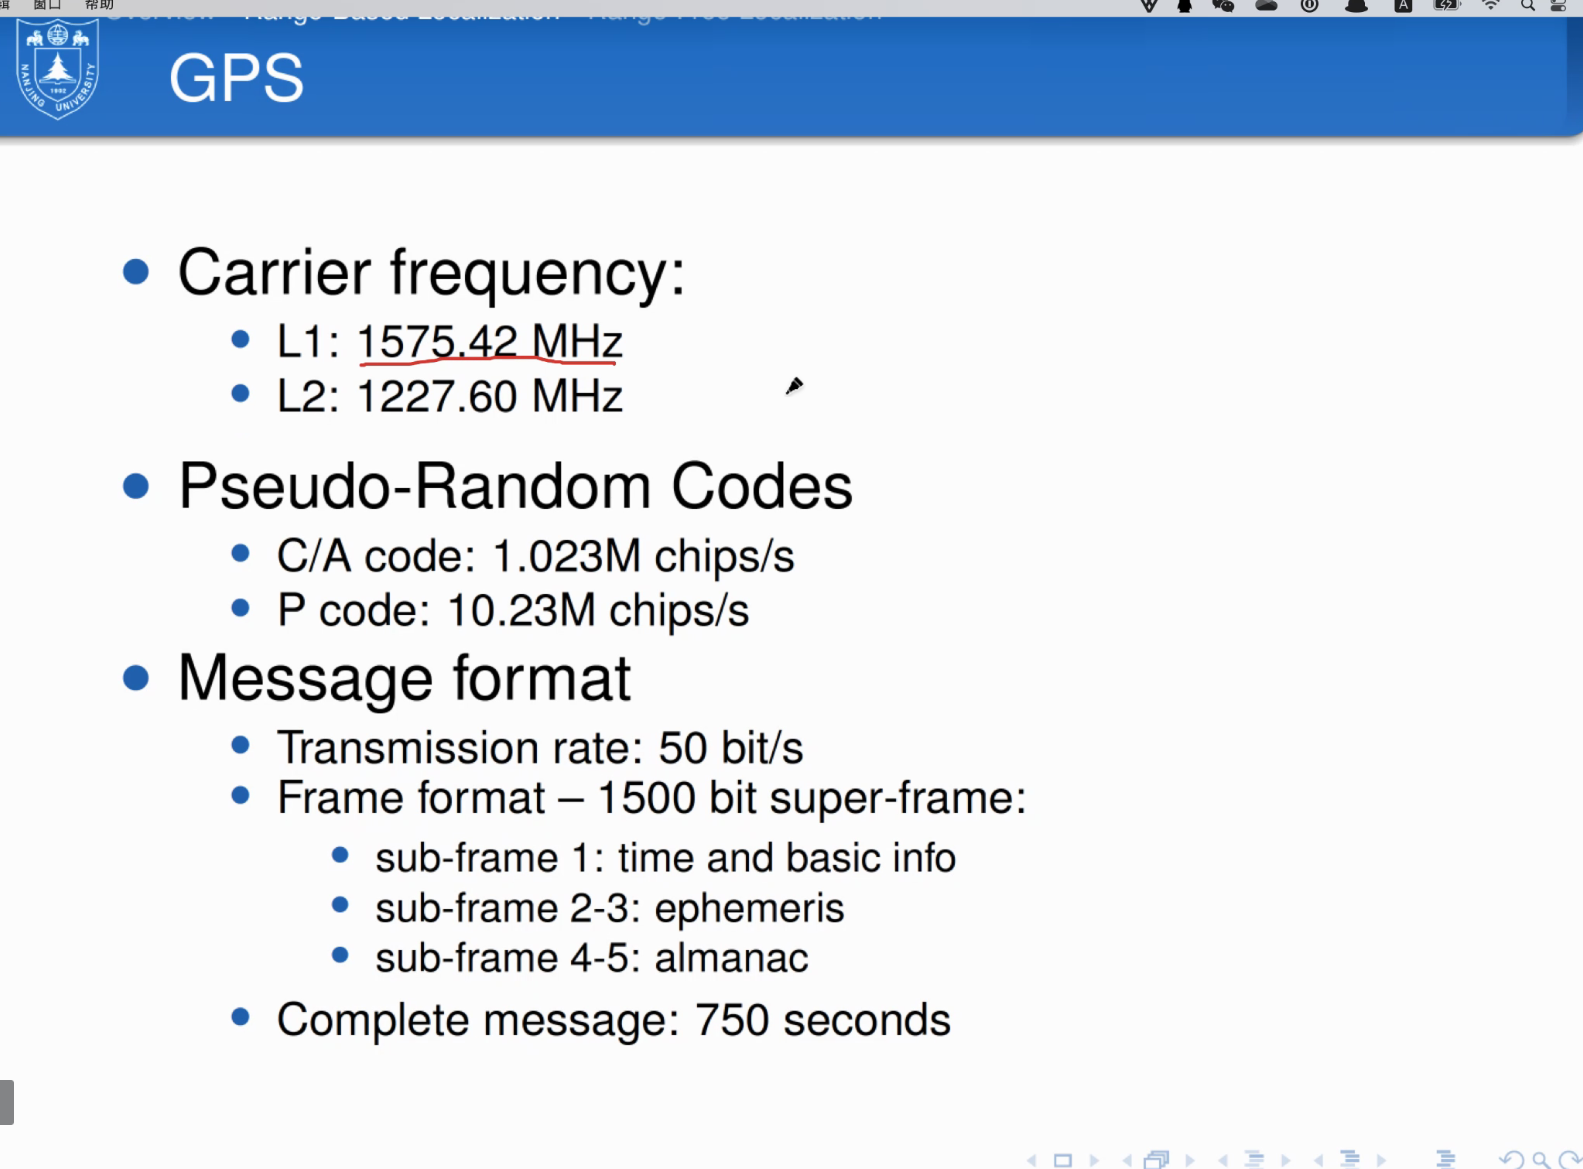 窗口 帮助
Overview Range-Based Localization Range-Free Localization
NANJING UNIVERSITY
1902
GPS
Carrier frequency:
L1: 1575.42 MHz
L2: 1227.60 MHz
Pseudo-Random Codes
C/A code: 1.023M chips/s
P code: 10.23M chips/s
Message format
Transmission rate: 50 bit/s
Frame format – 1500 bit super-frame:
sub-frame 1: time and basic info
sub-frame 2-3: ephemeris
sub-frame 4-5: almanac
Complete message: 750 seconds